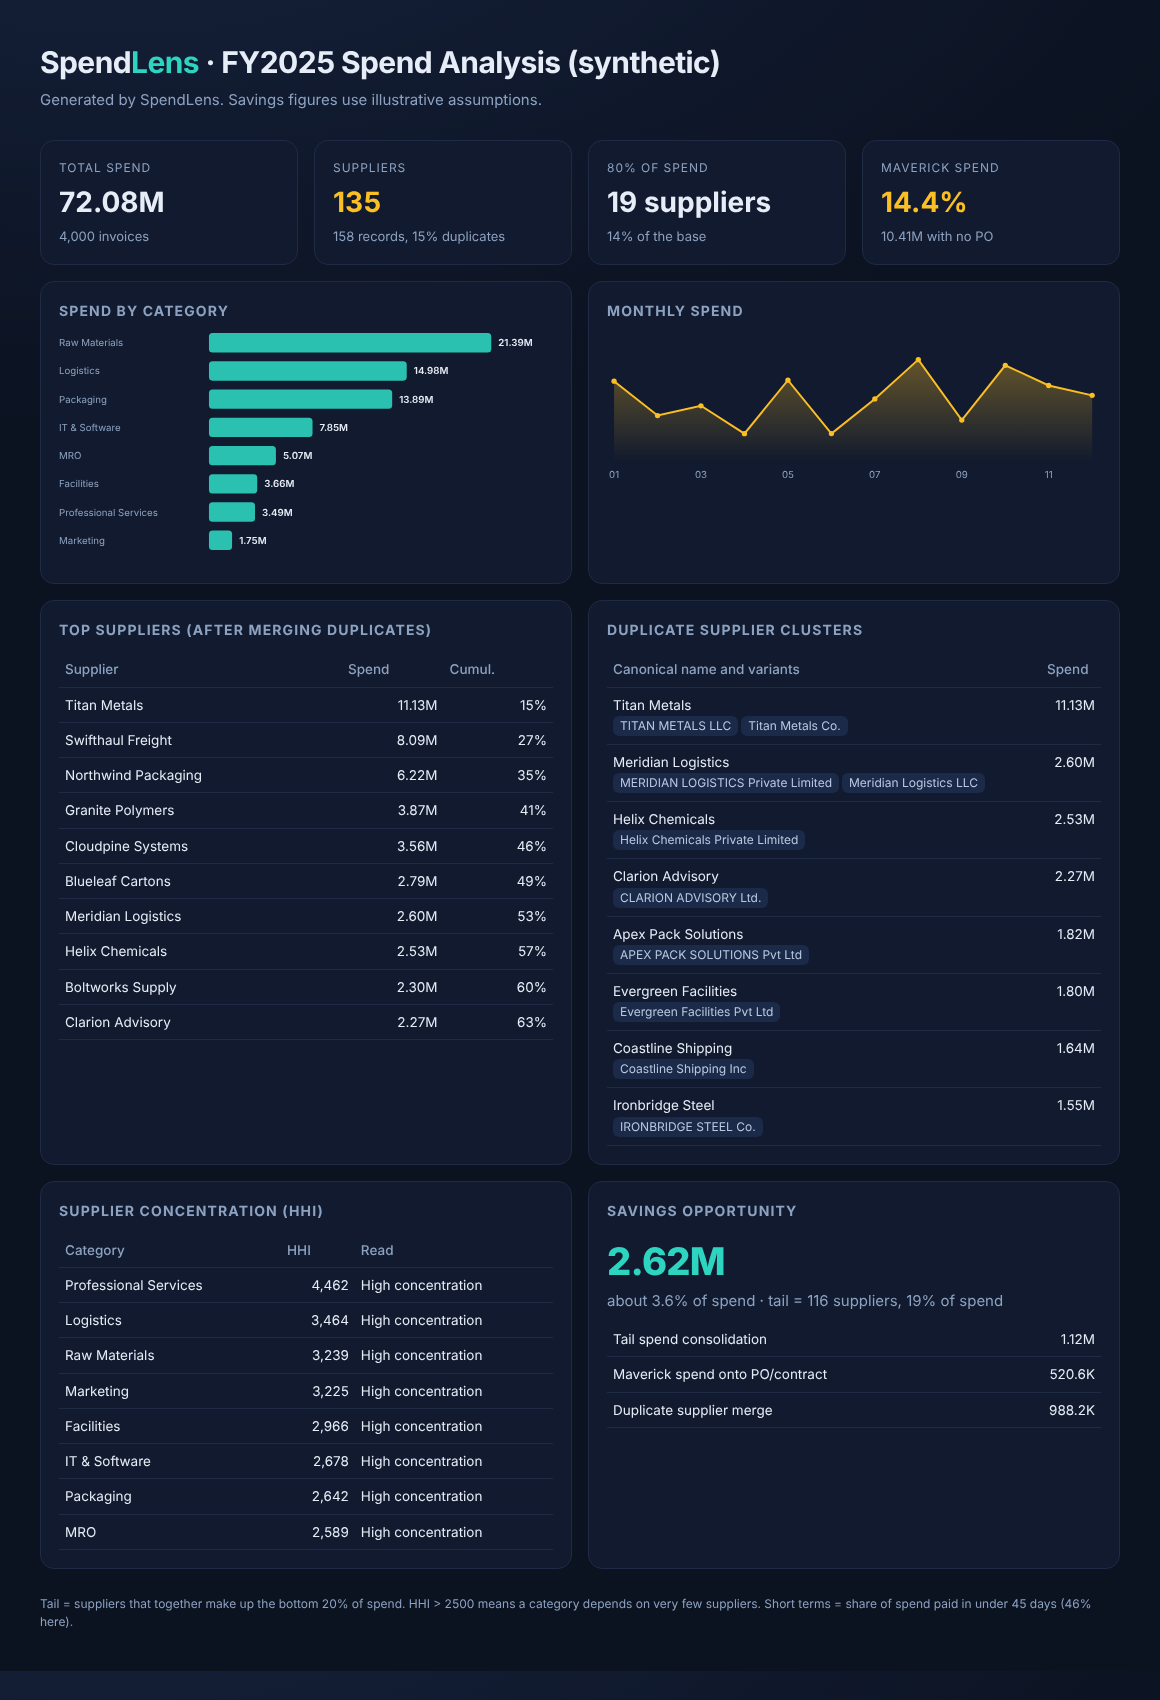 SpendLens · FY2025 Spend Analysis (synthetic)
Generated by SpendLens. Savings figures use illustrative assumptions.
TOTAL SPEND
72.08M
4,000 invoices
SUPPLIERS
135
158 records, 15% duplicates
80% OF SPEND
19 suppliers
14% of the base
MAVERICK SPEND
14.4%
10.41M with no PO
SPEND BY CATEGORY
Raw Materials 21.39M
Logistics 14.98M
Packaging 13.89M
IT & Software 7.85M
MRO 5.07M
Facilities 3.66M
Professional Services 3.49M
Marketing 1.75M
MONTHLY SPEND
01 03 05 07 09 11
TOP SUPPLIERS (AFTER MERGING DUPLICATES)
Supplier Spend Cumul.
Titan Metals 11.13M 15%
Swifthaul Freight 8.09M 27%
Northwind Packaging 6.22M 35%
Granite Polymers 3.87M 41%
Cloudpine Systems 3.56M 46%
Blueleaf Cartons 2.79M 49%
Meridian Logistics 2.60M 53%
Helix Chemicals 2.53M 57%
Boltworks Supply 2.30M 60%
Clarion Advisory 2.27M 63%
DUPLICATE SUPPLIER CLUSTERS
Canonical name and variants Spend
Titan Metals 11.13M
TITAN METALS LLC Titan Metals Co.
Meridian Logistics 2.60M
MERIDIAN LOGISTICS Private Limited Meridian Logistics LLC
Helix Chemicals 2.53M
Helix Chemicals Private Limited
Clarion Advisory 2.27M
CLARION ADVISORY Ltd.
Apex Pack Solutions 1.82M
APEX PACK SOLUTIONS Pvt Ltd
Evergreen Facilities 1.80M
Evergreen Facilities Pvt Ltd
Coastline Shipping 1.64M
Coastline Shipping Inc
Ironbridge Steel 1.55M
IRONBRIDGE STEEL Co.
SUPPLIER CONCENTRATION (HHI)
Category HHI Read
Professional Services 4,462 High concentration
Logistics 3,464 High concentration
Raw Materials 3,239 High concentration
Marketing 3,225 High concentration
Facilities 2,966 High concentration
IT & Software 2,678 High concentration
Packaging 2,642 High concentration
MRO 2,589 High concentration
SAVINGS OPPORTUNITY
2.62M
about 3.6% of spend · tail = 116 suppliers, 19% of spend
Tail spend consolidation 1.12M
Maverick spend onto PO/contract 520.6K
Duplicate supplier merge 988.2K
Tail = suppliers that together make up the bottom 20% of spend. HHI > 2500 means a category depends on very few suppliers. Short terms = share of spend paid in under 45 days (46%
here).